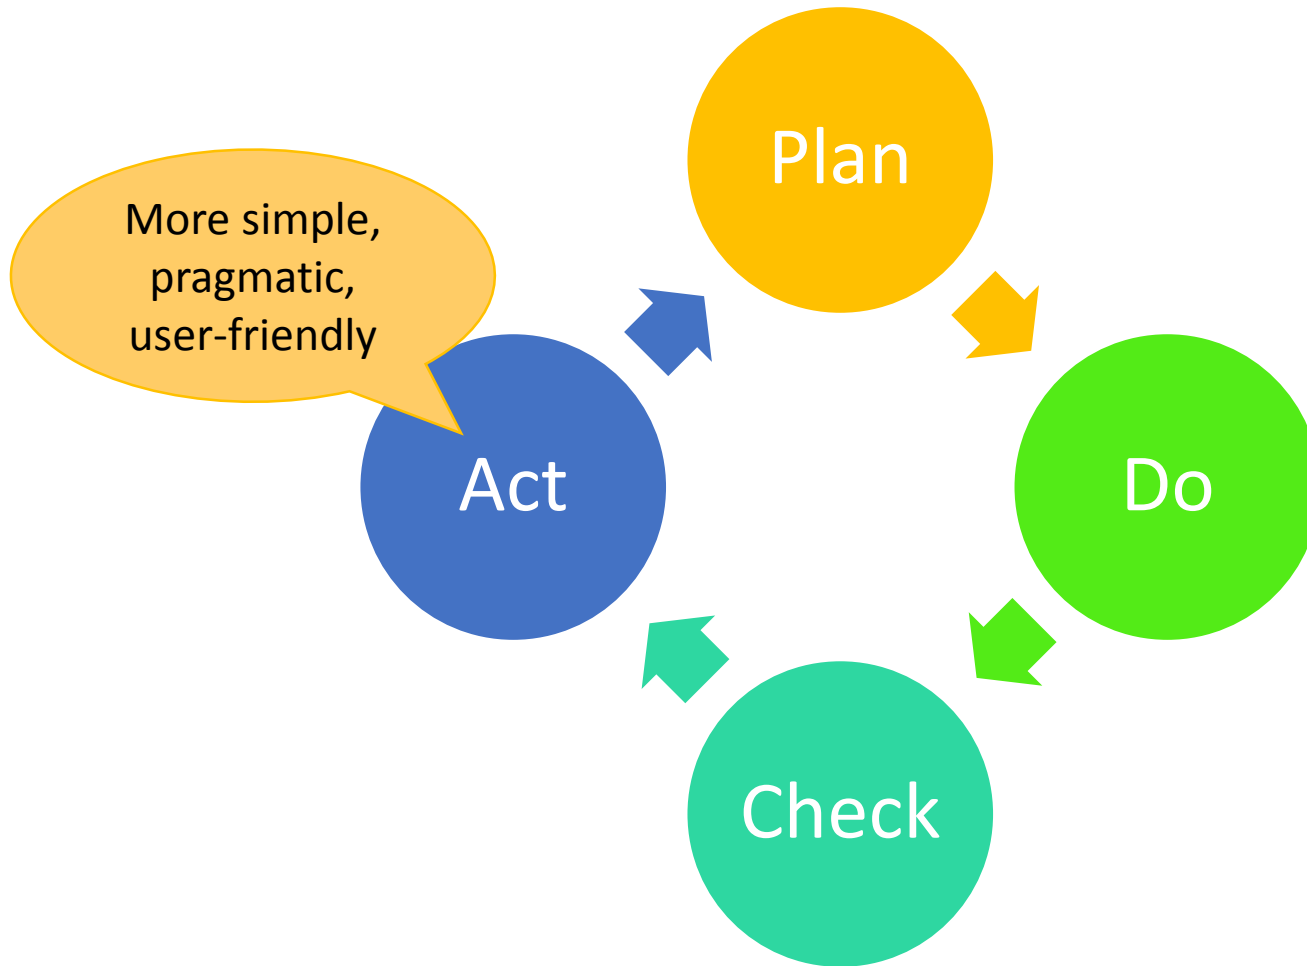 Plan
More simple,
pragmatic,
user-friendly
Act
Do
Check